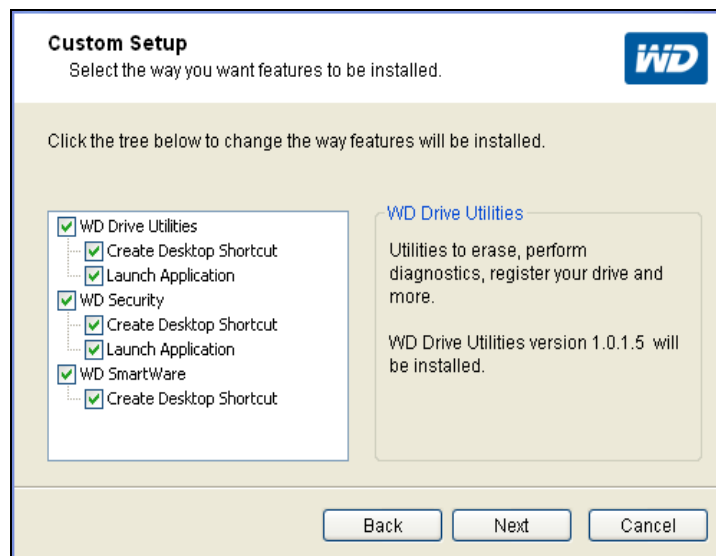 Custom Setup
Select the way you want features to be installed.
WD
Click the tree below to change the way features will be installed.
WD Drive Utilities
Create Desktop Shortcut
Launch Application
WD Security
Create Desktop Shortcut
Launch Application
WD SmartWare
Create Desktop Shortcut
WD Drive Utilities
Utilities to erase, perform
diagnostics, register your drive and
more.
WD Drive Utilities version 1.0.1.5 will
be installed.
Back
Next
Cancel